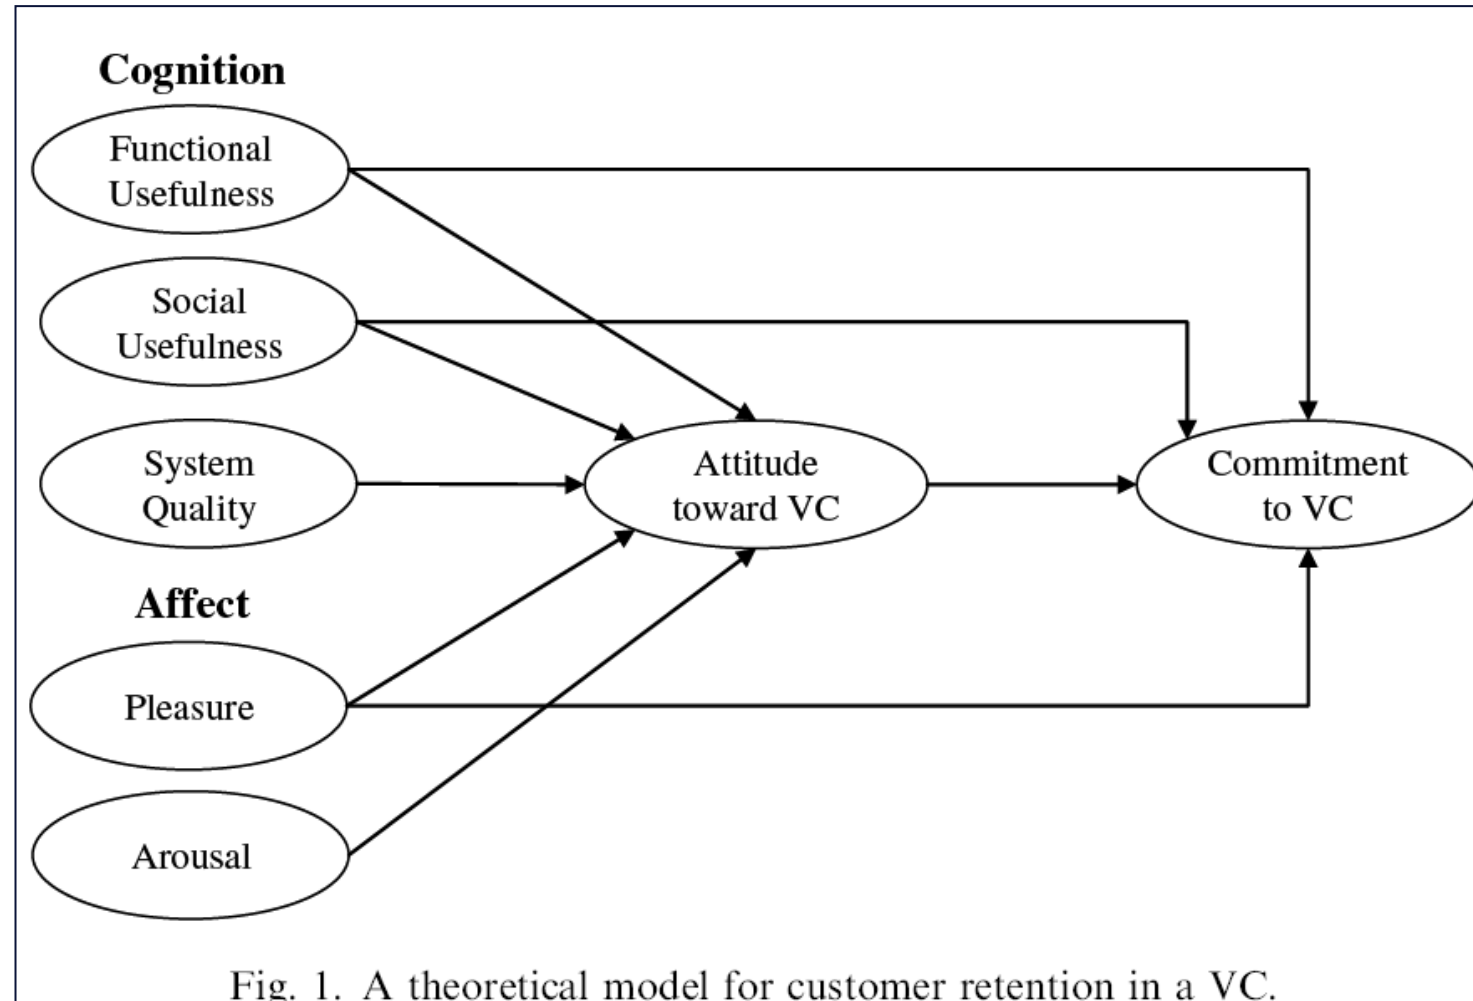 Cognition
Functional
Usefulness
Social
Usefulness
System
Quality
Attitude
toward VC
Commitment
to VC
Affect
Pleasure
Arousal
Fig. 1. A theoretical model for customer retention in a VC.